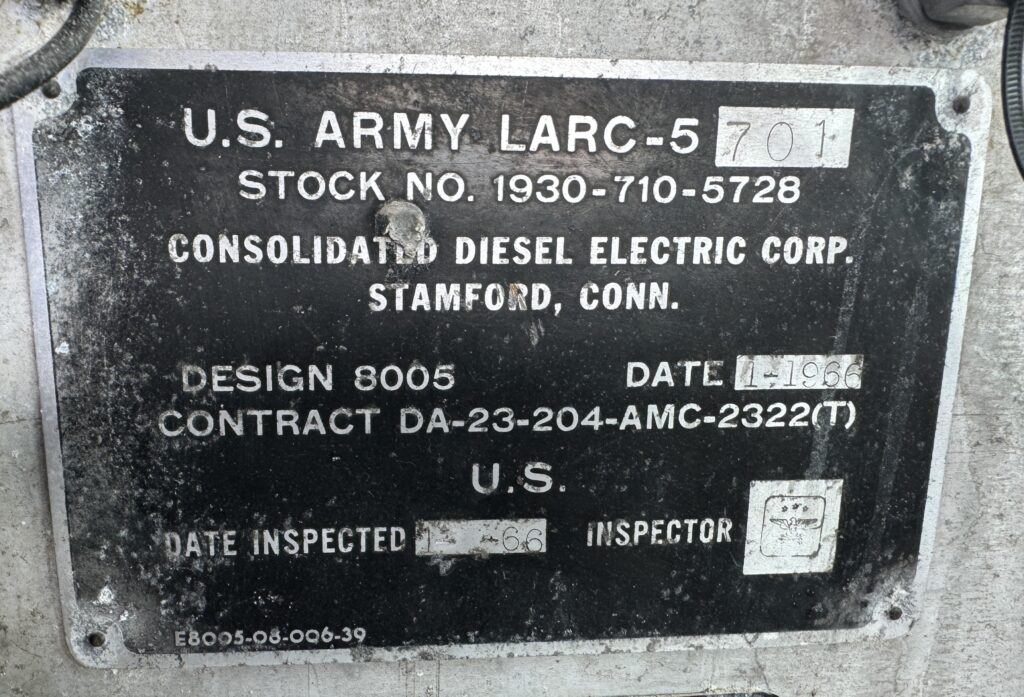 U.S. ARMY LARC-5 701
STOCK NO. 1930-710-5728
CONSOLIDATED DIESEL ELECTRIC CORP.
STAMFORD, CONN.
DESIGN 8005 DATE 1-1966
CONTRACT DA-23-204-AMC-2322(T)
U.S.
DATE INSPECTED 1- -66 INSPECTOR
E8005-08-006-39